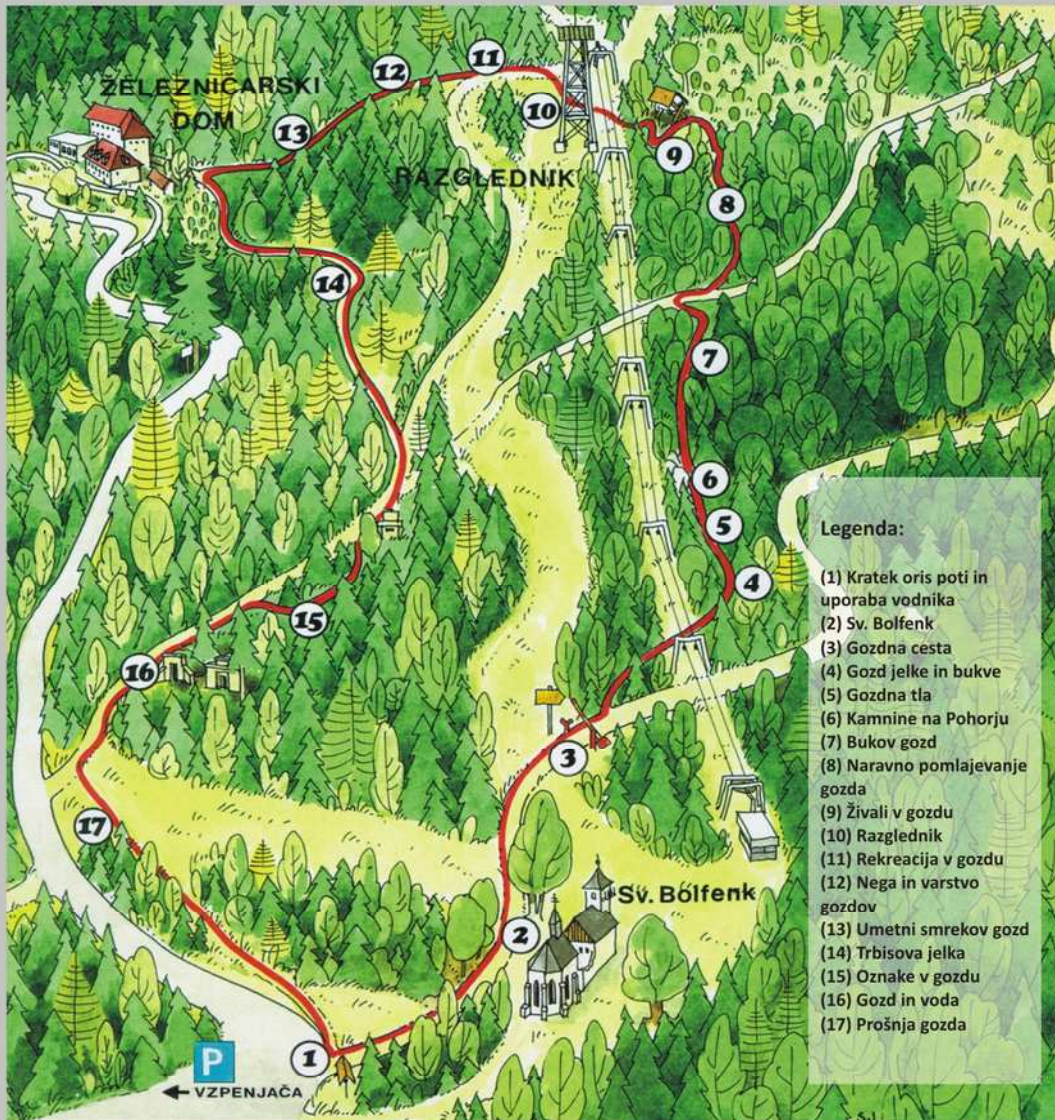 ŽELEZNIČARSKI
DOM
12
11
10
13
RAZGLEDNIK
9
8
14
7
6
5
4
15
16
3
17
Sv. Bolfenk
2
1
P
VZPENJAČA
Legenda:
(1) Kratek oris poti in
uporaba vodnika
(2) Sv. Bolfenk
(3) Gozdna cesta
(4) Gozd jelke in bukve
(5) Gozdna tla
(6) Kamnine na Pohorju
(7) Bukov gozd
(8) Naravno pomlajevanje
gozda
(9) Živali v gozdu
(10) Razglednik
(11) Rekreacija v gozdu
(12) Nega in varstvo
gozdov
(13) Umetni smrekov gozd
(14) Trbisova jelka
(15) Oznake v gozdu
(16) Gozd in voda
(17) Prošnja gozda